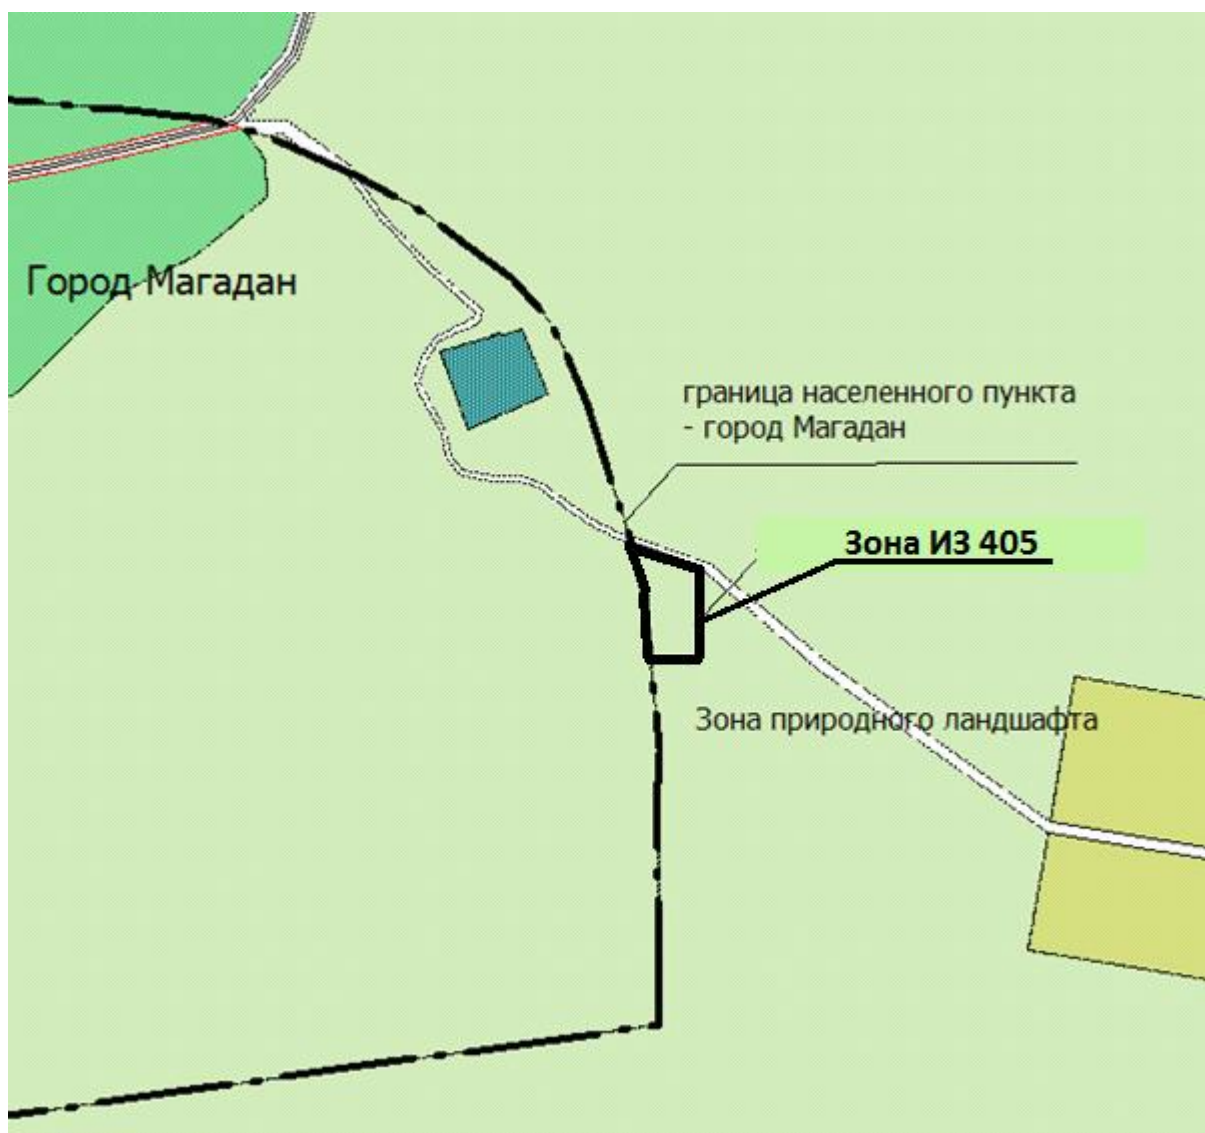 Город Магадан
граница населенного пункта
- город Магадан
Зона ИЗ 405
Зона природного ландшафта